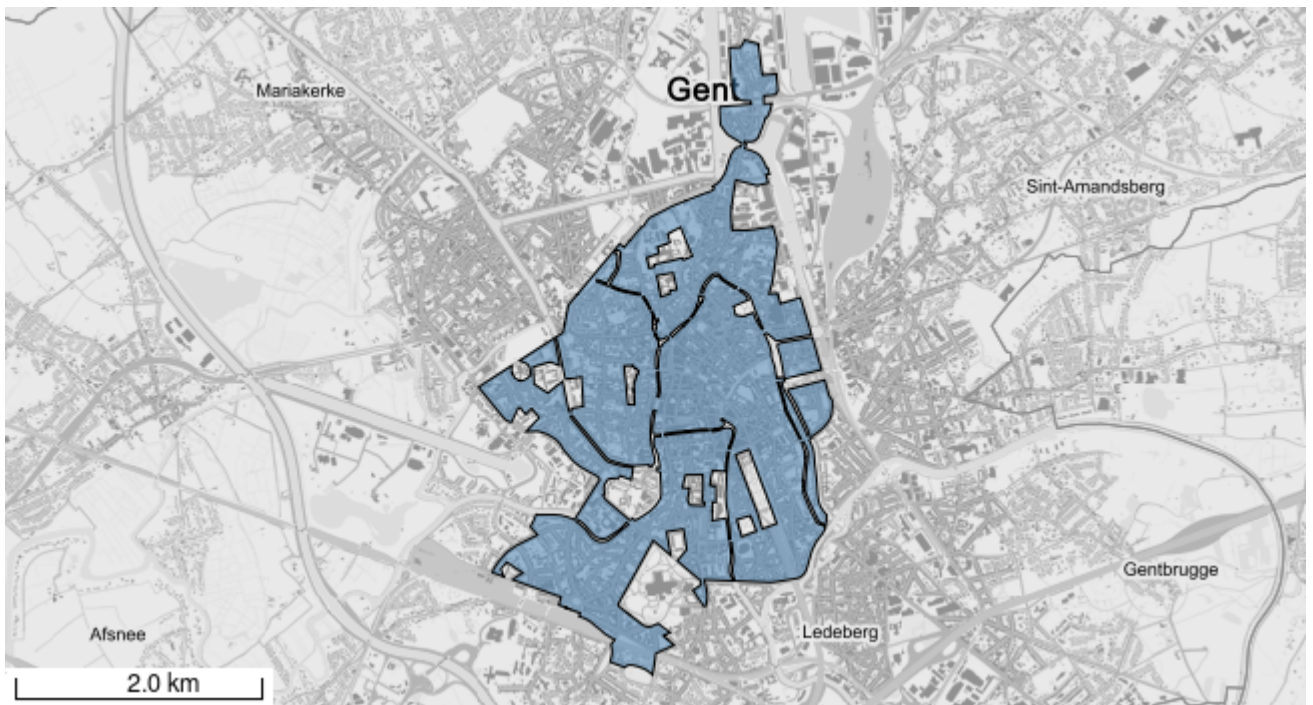 Gent
Mariakerke
Sint-Amandsberg
Gentbrugge
Afsnee
Ledeberg
2.0 km